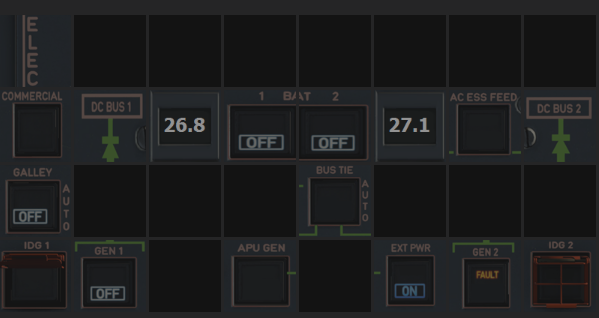 ELEC
COMMERCIAL
DC BUS 1
26.8
1 BAT 2
OFF
OFF
27.1
AC ESS FEED
DC BUS 2
GALLEY
OFF
AUTO
BUS TIE
AUTO
IDG 1
GEN 1
OFF
APU GEN
EXT PWR
ON
GEN 2
FAULT
IDG 2